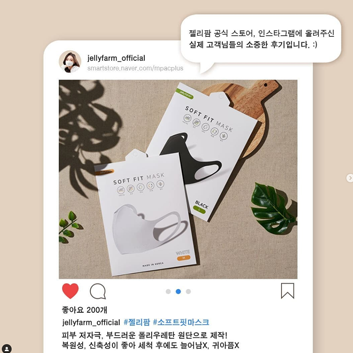 젤리팜 공식 스토어, 인스타그램에 올려주신
실제 고객님들의 소중한 후기입니다. :)
jellyfarm_official
smartstore.naver.com/mpacplus
SOFT FIT MASK
BLACK
SOFT FIT MASK
MADE IN KOREA
좋아요 200개
jellyfarm_official #젤리팜 #소프트핏마스크
피부 저자극, 부드러운 폴리우레탄 원단으로 제작!
복원성, 신축성이 좋아 세척 후에도 늘어남X, 귀아픔X